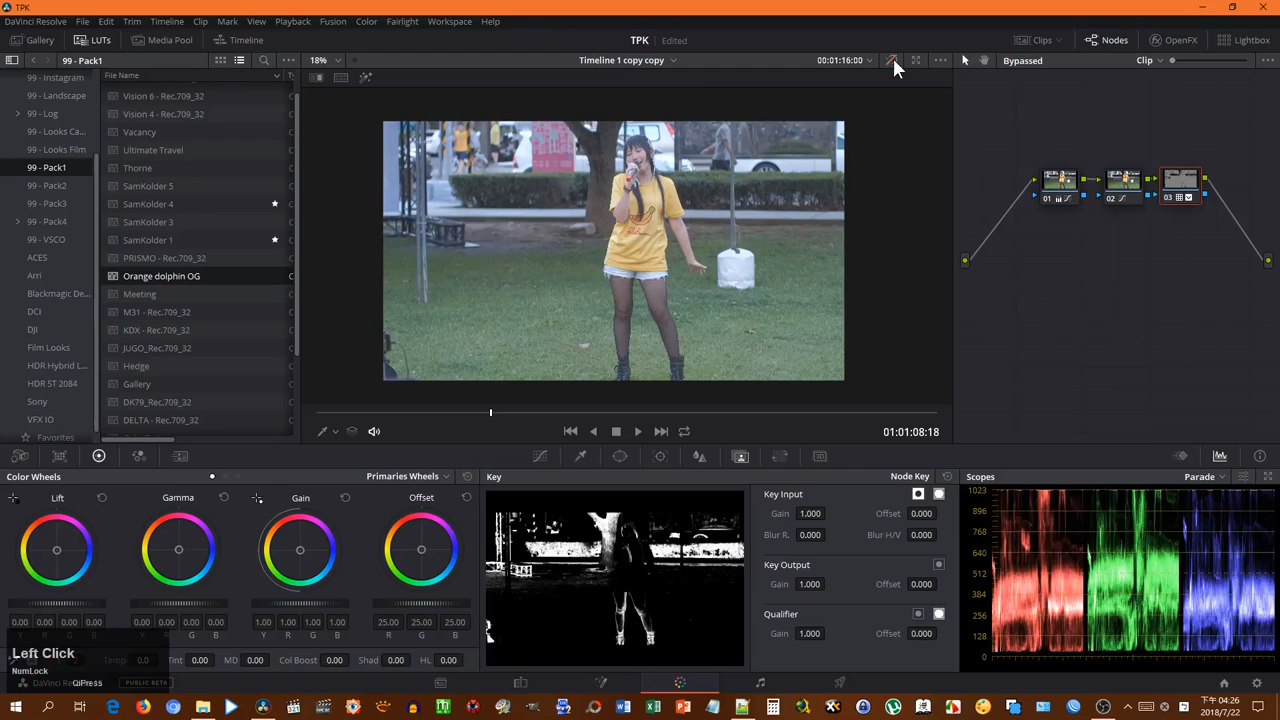 TPK
DaVinci Resolve File Edit Trim Timeline Clip Mark View Playback Fusion Color Fairlight Workspace Help
Gallery LUTs Media Pool Timeline TPK Edited Clips Nodes OpenFX Lightbox
99 - Pack1 18% Timeline 1 copy copy 00:01:16:00 Bypassed Clip
99 - Instagram File Name
99 - Landscape Vision 6 - Rec.709_32
99 - Log Vision 4 - Rec.709_32
99 - Looks Ca... Vacancy
99 - Looks Film Ultimate Travel
99 - Pack1 Thorne
99 - Pack2 SamKolder 5
99 - Pack3 SamKolder 4
99 - Pack4 SamKolder 3
99 - VSCO SamKolder 1
ACES PRISMO - Rec.709_32
Arri Orange dolphin OG
Blackmagic De... Meeting
DCI M31 - Rec.709_32
DJI KDX - Rec.709_32
Film Looks JUGO_Rec.709_32
HDR Hybrid L... Hedge
HDR ST 2084 Gallery
Sony DK79_Rec.709_32
VFX IO DELTA - Rec.709_32
Favorites
01 02 03
01:01:08:18
Color Wheels Primaries Wheels Key Node Key Scopes Parade
Lift Gamma Gain Offset
Key Input
Gain 1.000 Offset 0.000
Blur R. 0.000 Blur H/V 0.000
Key Output
Gain 1.000 Offset 0.000
Qualifier
Gain 1.000 Offset 0.000
1023
896
768
640
512
384
256
128
0
0.00 0.00 0.00 0.00 0.00 0.00 0.00 0.00 1.00 1.00 1.00 1.00 25.00 25.00 25.00
Y R G B Y R G B Y R G B R G B
Temp 0.0 Tint 0.00 MD 0.00 Col Boost 0.00 Shad 0.00 HL 0.00
Left Click
NumLock
QiPress
DaVinci Res PUBLIC BETA
下午 04:26
2018/7/22